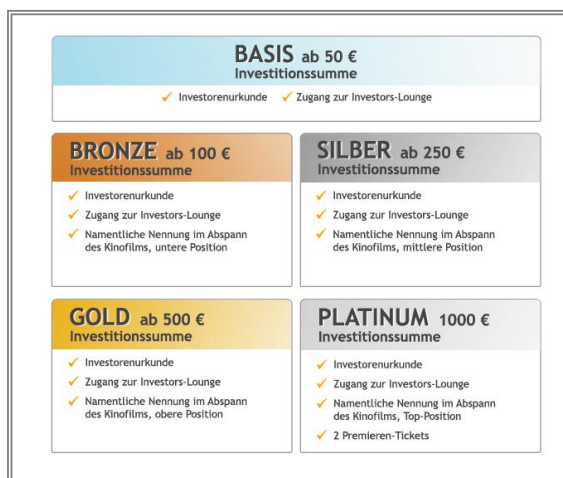 BASIS ab 50 €
Investitionssumme
Investorenurkunde Zugang zur Investors-Lounge
BRONZE ab 100 €
Investitionssumme
Investorenurkunde
Zugang zur Investors-Lounge
Namentliche Nennung im Abspann
des Kinofilms, untere Position
SILBER ab 250 €
Investitionssumme
Investorenurkunde
Zugang zur Investors-Lounge
Namentliche Nennung im Abspann
des Kinofilms, mittlere Position
GOLD ab 500 €
Investitionssumme
Investorenurkunde
Zugang zur Investors-Lounge
Namentliche Nennung im Abspann
des Kinofilms, obere Position
PLATINUM 1000 €
Investitionssumme
Investorenurkunde
Zugang zur Investors-Lounge
Namentliche Nennung im Abspann
des Kinofilms, Top-Position
2 Premieren-Tickets